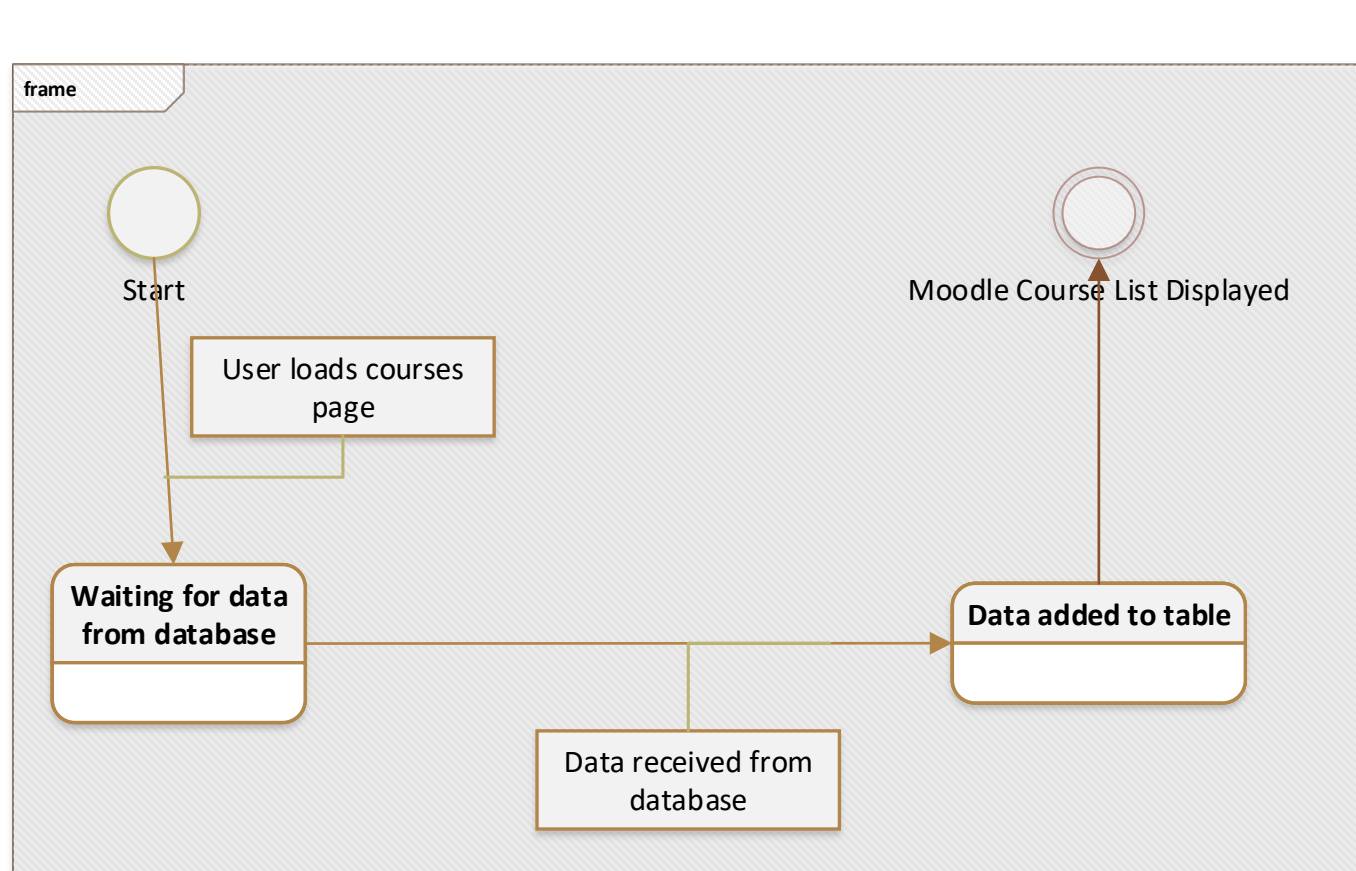 frame
Start
Moodle Course List Displayed
User loads courses
page
Waiting for data
from database
Data added to table
Data received from
database